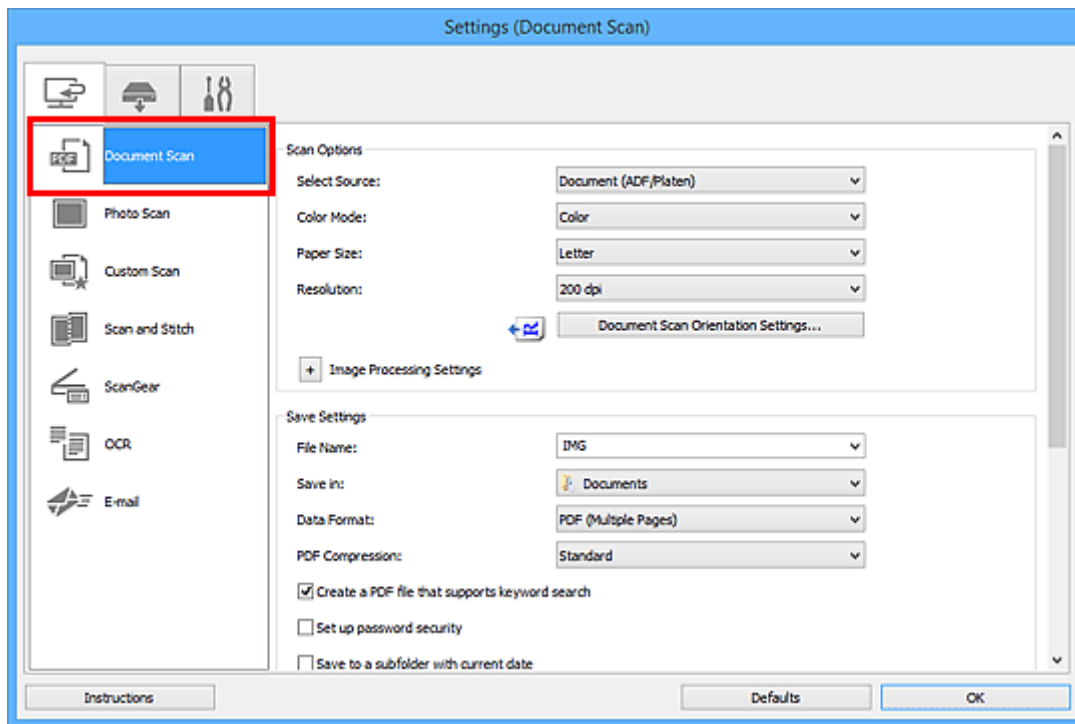 Settings (Document Scan)
PDF Document Scan
Photo Scan
Custom Scan
Scan and Stitch
ScanGear
OCR
E-mail
Scan Options
Select Source: Document (ADF/Platen)
Color Mode: Color
Paper Size: Letter
Resolution: 200 dpi
R Document Scan Orientation Settings...
+ Image Processing Settings
Save Settings
File Name: IMG
Save in: Documents
Data Format: PDF (Multiple Pages)
PDF Compression: Standard
Create a PDF file that supports keyword search
Set up password security
Save to a subfolder with current date
Instructions Defaults OK